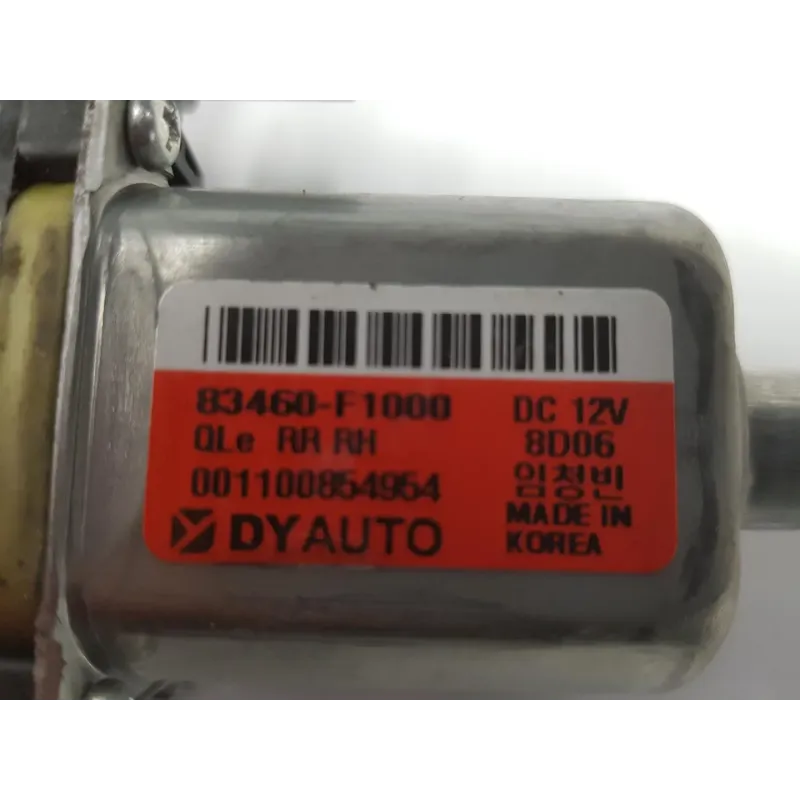 83460-F1000 DC 12V
QLe RR RH 8D06
001100854954 임청빈
DYAUTO MADE IN
KOREA